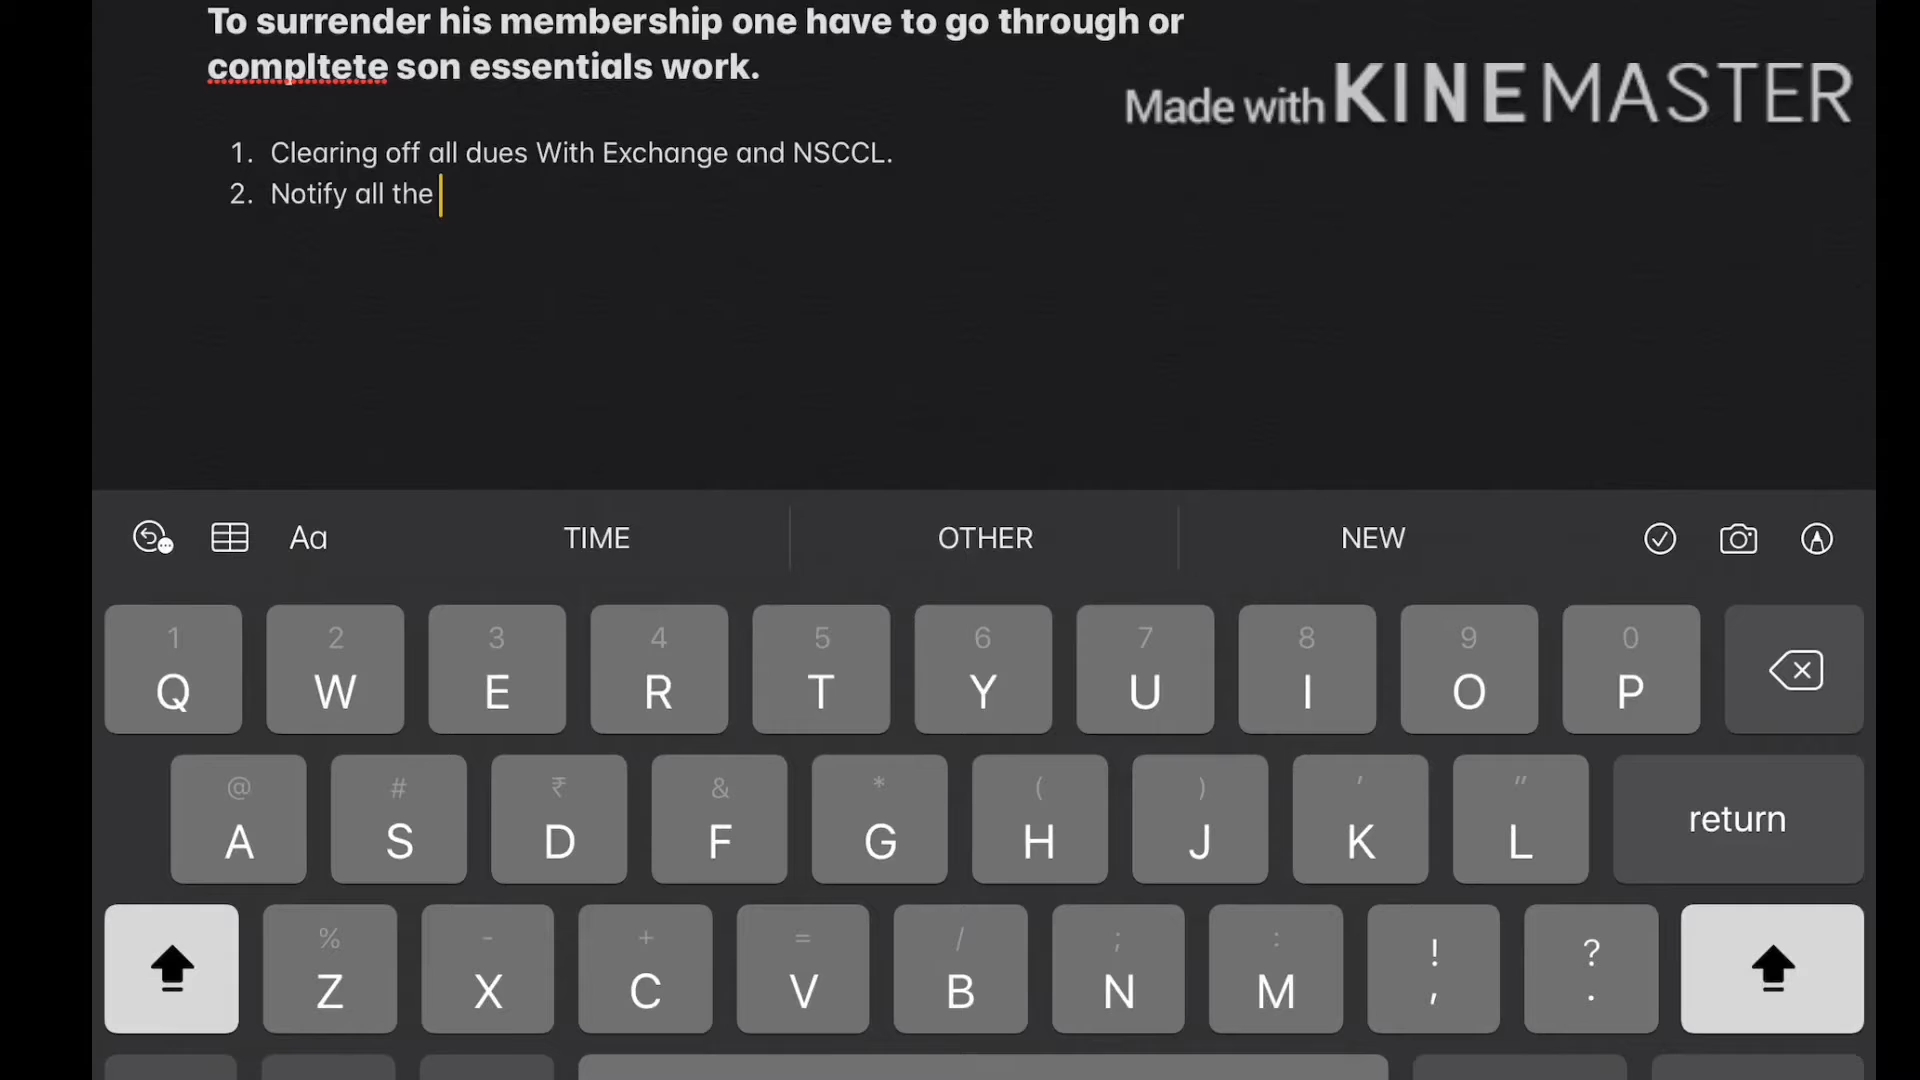 To surrender his membership one have to go through or
compltete son essentials work.
Made with KINEMASTER
1. Clearing off all dues With Exchange and NSCCL.
2. Notify all the
Aa TIME OTHER NEW
1 2 3 4 5 6 7 8 9 0
Q W E R T Y U I O P
@ # ₹ & * ( ) ' "
A S D F G H J K L return
% - + = / ; : ! ?
Z X C V B N M , .